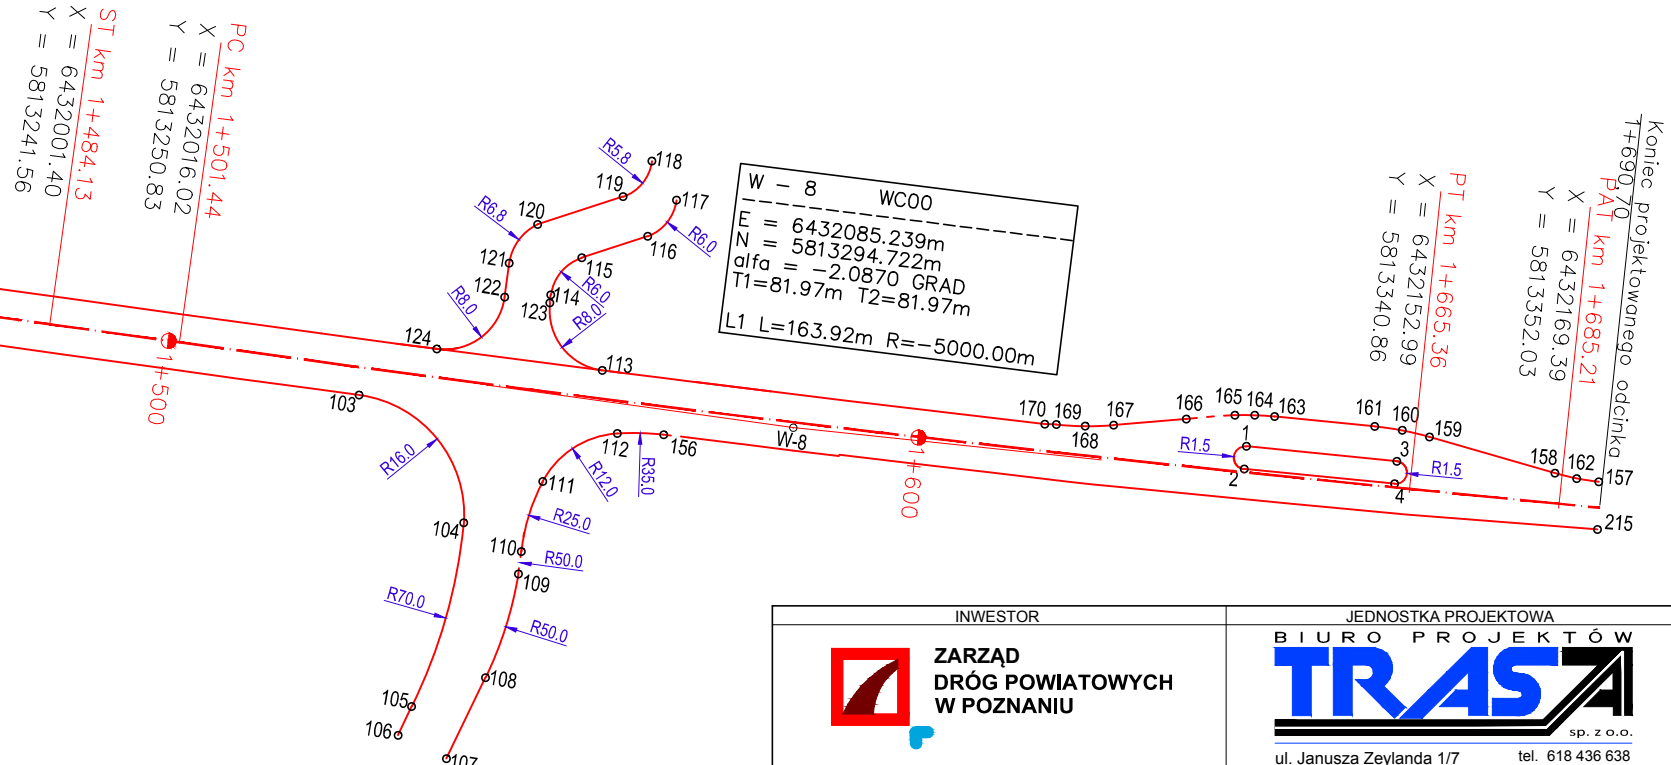 ST km 1+484.13
X = 6432001.40
Y = 5813241.56
PC km 1+501.44
X = 6432016.02
Y = 5813250.83
W - 8 WC00
E = 6432085.239m
N = 5813294.722m
alfa = -2.0870 GRAD
T1=81.97m T2=81.97m
L1 L=163.92m R=-5000.00m
PT km 1+665.36
X = 6432152.99
Y = 5813340.86
Koniec projektowanego odcinka
1+690.70
PAT km 1+685.21
X = 6432169.39
Y = 5813352.03
R5.8
118
119
117
R6.8
120
R6.0
116
121
115
122
R6.0
114
123
R8.0
R8.0
124
113
1+500
103
R16.0
104
R70.0
105
106
107
108
R50.0
109
R50.0
110
R25.0
111
R12.0
112
R35.0
156
W-8
1+600
170
169
168
167
166
165
164
163
161
160
159
158
162
157
215
R1.5
1
2
3
4
R1.5
INWESTOR
ZARZĄD
DRÓG POWIATOWYCH
W POZNANIU
JEDNOSTKA PROJEKTOWA
BIURO PROJEKTÓW
TRASA
sp. z o.o.
ul. Janusza Zeylanda 1/7 tel. 618 436 638